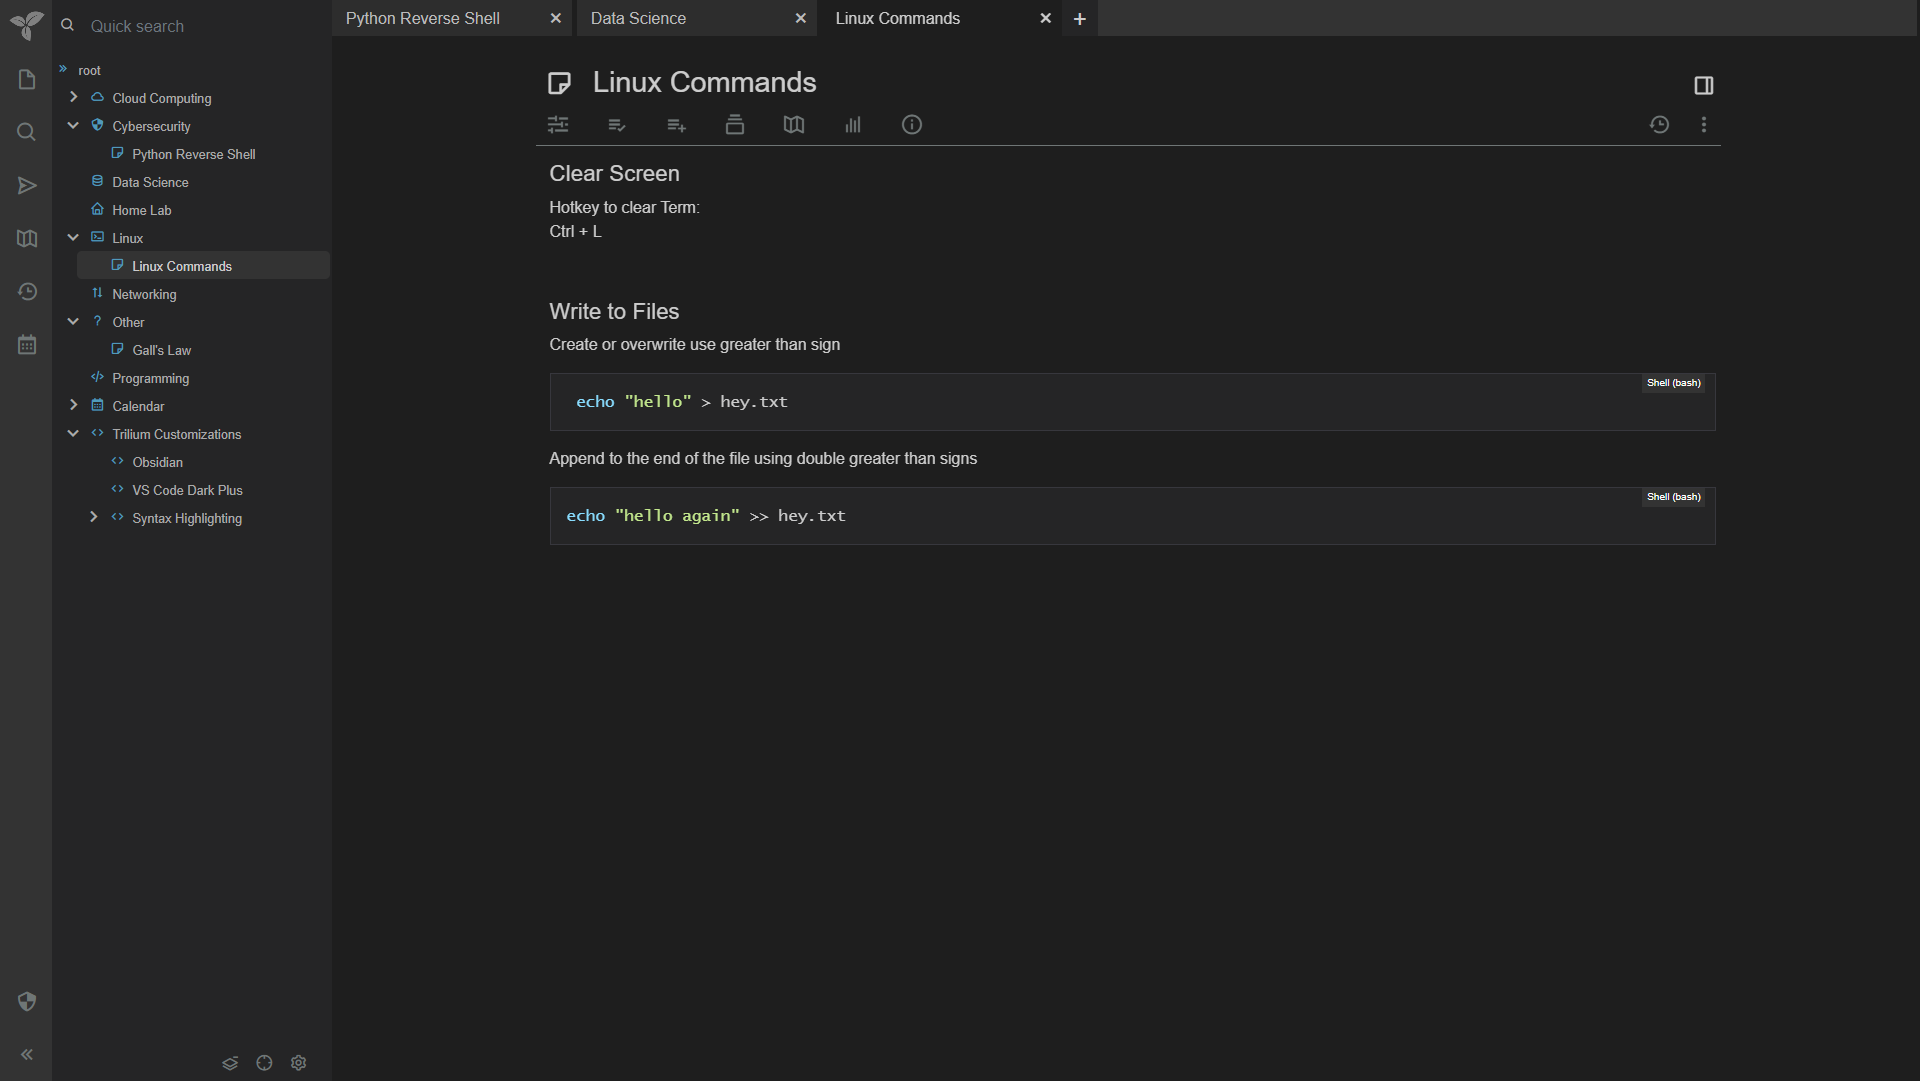 Quick search
root
Cloud Computing
Cybersecurity
Python Reverse Shell
Data Science
Home Lab
Linux
Linux Commands
Networking
Other
Gall's Law
Programming
Calendar
Trilium Customizations
Obsidian
VS Code Dark Plus
Syntax Highlighting
Python Reverse Shell
Data Science
Linux Commands
Linux Commands
Clear Screen
Hotkey to clear Term:
Ctrl + L
Write to Files
Create or overwrite use greater than sign
Shell (bash)
echo "hello" > hey.txt
Append to the end of the file using double greater than signs
Shell (bash)
echo "hello again" >> hey.txt